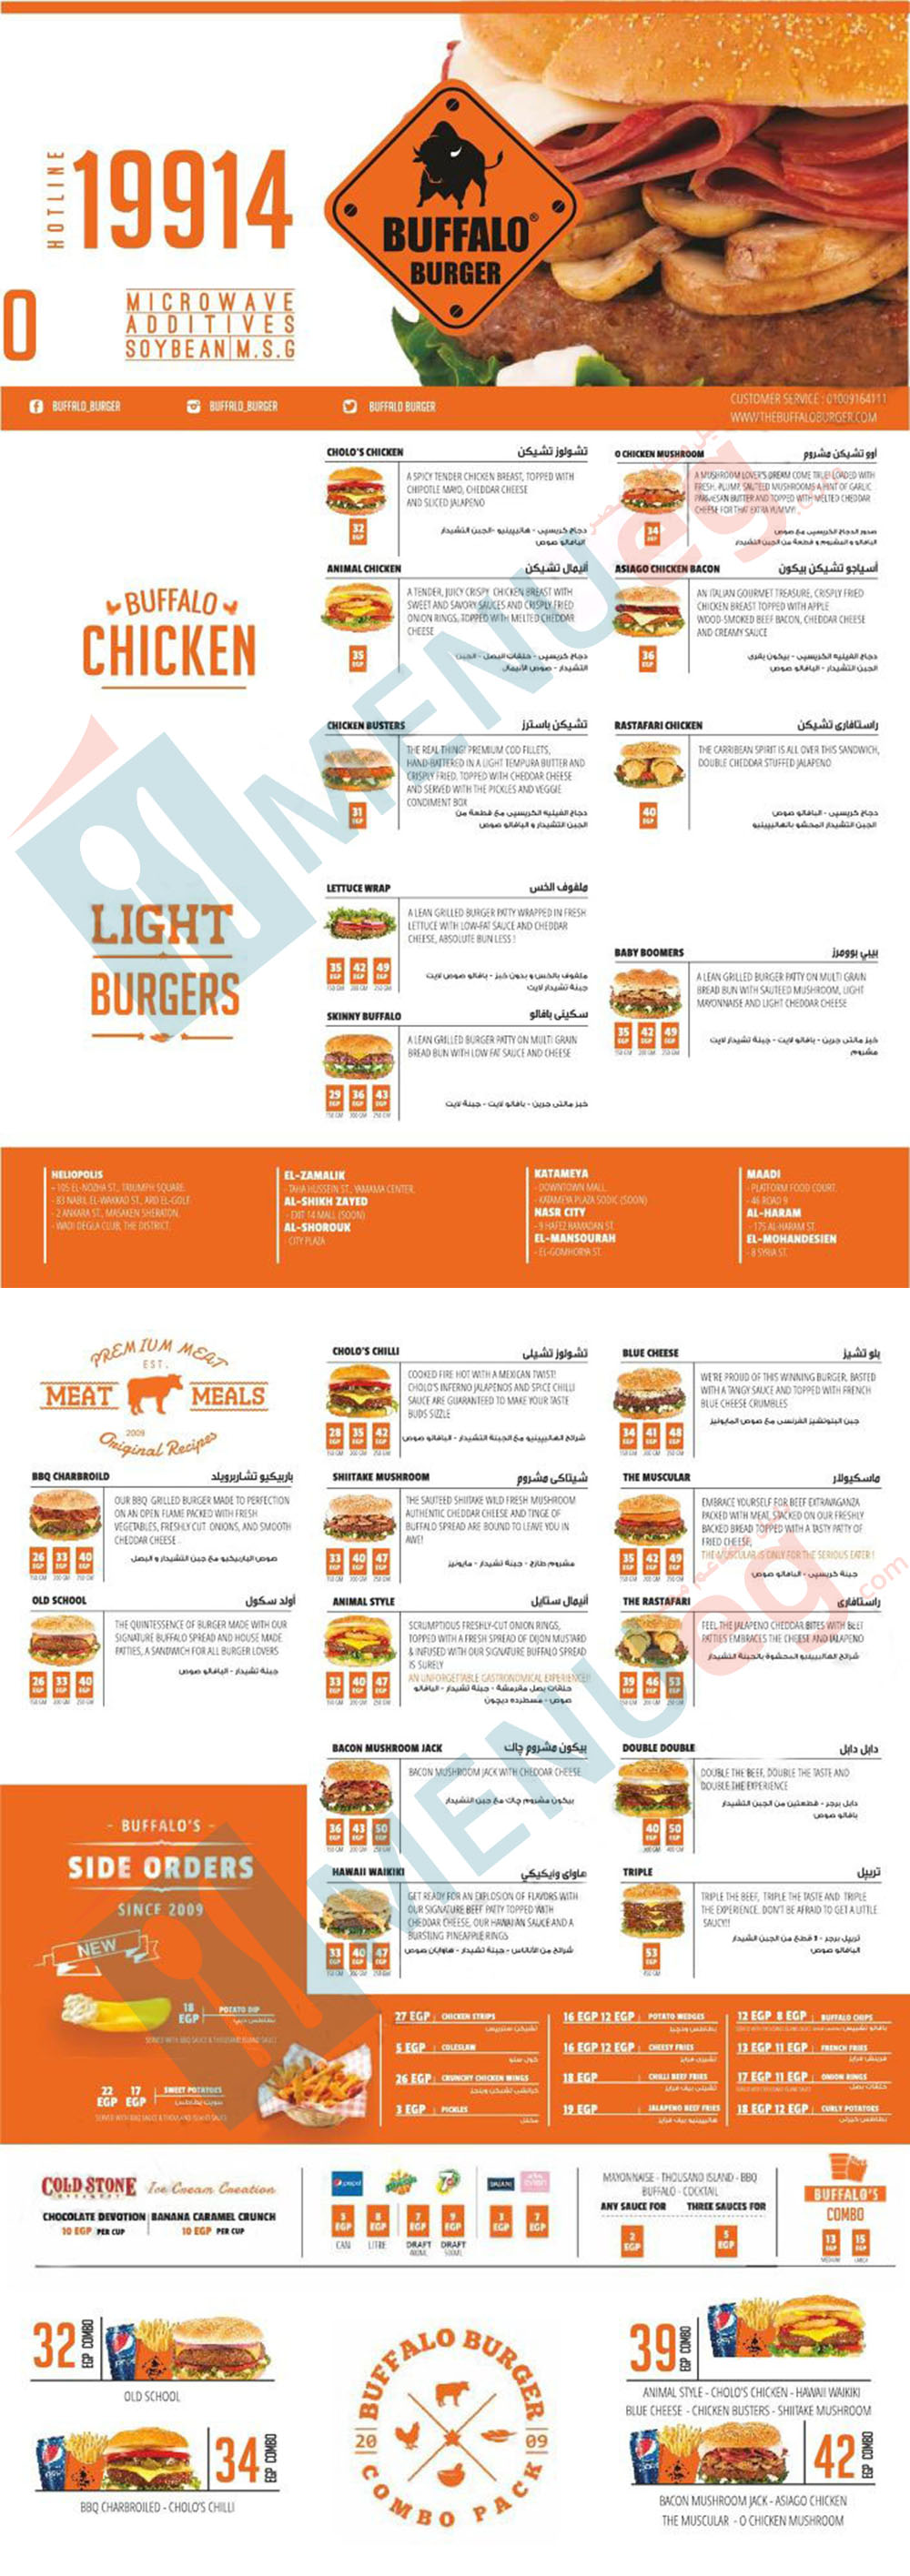 HOTLINE
19914
BUFFALO®
BURGER
0
MICROWAVE
ADDITIVES
SOYBEAN M.S.G
BUFFALO_BURGER
BUFFALO_BURGER
BUFFALO BURGER
CUSTOMER SERVICE : 01009164111
WWW.THEBUFFALOBURGER.COM
BUFFALO
CHICKEN
CHOLO'S CHICKEN
تشولوز تشيكن
A SPICY TENDER CHICKEN BREAST, TOPPED WITH
CHIPOTLE MAYO, CHEDDAR CHEESE
AND SLICED JALAPENO
32
EGP
O CHICKEN MUSHROOM
أوو تشيكن مشروم
A MUSHROOM LOVER'S DREAM COME TRUE! LOADED WITH
FRESH, PLUMP, SAUTEED MUSHROOMS A HINT OF GARLIC
PARMESAN BUTTER AND TOPPED WITH MELTED CHEDDAR
CHEESE FOR THAT EXTRA YUMMY!
34
EGP
ANIMAL CHICKEN
أنيمال تشيكن
A TENDER, JUICY CRISPY CHICKEN BREAST WITH
SWEET AND SAVORY SAUCES AND CRISPLY FRIED
ONION RINGS, TOPPED WITH MELTED CHEDDAR
CHEESE
35
EGP
ASIAGO CHICKEN BACON
أسياجو تشيكن بيكون
AN ITALIAN GOURMET TREASURE, CRISPLY FRIED
CHICKEN BREAST TOPPED WITH APPLE
WOOD-SMOKED BEEF BACON, CHEDDAR CHEESE
AND CREAMY SAUCE
36
EGP
CHICKEN BUSTERS
تشيكن باسترز
THE REAL THING! PREMIUM COD FILLETS,
HAND-BATTERED IN A LIGHT TEMPURA BUTTER AND
CRISPLY FRIED, TOPPED WITH CHEDDAR CHEESE
AND SERVED WITH THE PICKLES AND VEGGIE
CONDIMENT BOX
31
EGP
RASTAFARI CHICKEN
راستافارى تشيكن
THE CARRIBEAN SPIRIT IS ALL OVER THIS SANDWICH,
DOUBLE CHEDDAR STUFFED JALAPENO
40
EGP
LIGHT
BURGERS
LETTUCE WRAP
ملفوف الخس
A LEAN GRILLED BURGER PATTY WRAPPED IN FRESH
LETTUCE WITH LOW-FAT SAUCE AND CHEDDAR
CHEESE, ABSOLUTE BUN LESS !
35 42 49
EGP EGP EGP
BABY BOOMERS
بيبي بوومرز
A LEAN GRILLED BURGER PATTY ON MULTI GRAIN
BREAD BUN WITH SAUTEED MUSHROOM, LIGHT
MAYONNAISE AND LIGHT CHEDDAR CHEESE
35 42 49
EGP EGP EGP
SKINNY BUFFALO
سكيني بافالو
A LEAN GRILLED BURGER PATTY ON MULTI GRAIN
BREAD BUN WITH LOW FAT SAUCE AND CHEESE
29 36 43
EGP EGP EGP
خبز مالتى جرين - بافالو لايت - جبنة لايت
HELIOPOLIS
- 105 EL-NOZHA ST., TRIUMPH SQUARE.
- 83 NABIL EL-WAKKAD ST., ARD EL-GOLF.
- 2 ANKARA ST., MASAKEN SHERATON.
- WADI DEGLA CLUB, THE DISTRICT.
EL-ZAMALIK
- TAHA HUSSEIN ST., YAMAMA CENTER.
AL-SHIKH ZAYED
- EXIT 14 MALL (SOON)
AL-SHOROUK
- CITY PLAZA
KATAMEYA
- DOWNTOWN MALL
- KATAMEYA PLAZA SODIC (SOON)
NASR CITY
- 9 HAFEZ RAMADAN ST.
EL-MANSOURAH
- EL-GOMHORYA ST.
MAADI
- PLATFORM FOOD COURT.
- 46 ROAD 9
AL-HARAM
- 175 AL-HARAM ST.
EL-MOHANDESIEN
- 8 SYRIA ST.
PREMIUM MEAT
EST.
MEAT MEALS
2009
Original Recipes
CHOLO'S CHILLI
تشولوز تشيلى
COOKED FIRE HOT WITH A MEXICAN TWIST!
CHOLO'S INFERNO JALAPENOS AND SPICE CHILLI
SAUCE ARE GUARANTEED TO MAKE YOUR TASTE
BUDS SIZZLE
28 35 42
EGP EGP EGP
BLUE CHEESE
بلو تشيز
WE'RE PROUD OF THIS WINNING BURGER, BASTED
WITH A TANGY SAUCE AND TOPPED WITH FRENCH
BLUE CHEESE CRUMBLES
34 41 48
EGP EGP EGP
BBQ CHARBROILD
باربيكيو تشاربرويلد
OUR BBQ GRILLED BURGER MADE TO PERFECTION
ON AN OPEN FLAME PACKED WITH FRESH
VEGETABLES, FRESHLY CUT ONIONS, AND SMOOTH
CHEDDAR CHEESE
26 33 40
EGP EGP EGP
SHIITAKE MUSHROOM
شيتاكى مشروم
THE SAUTEED SHIITAKE WILD FRESH MUSHROOM
AUTHENTIC CHEDDAR CHEESE AND TINGE OF
BUFFALO SPREAD ARE BOUND TO LEAVE YOU IN
AWE!
33 40 47
EGP EGP EGP
THE MUSCULAR
ماسكيولار
EMBRACE YOURSELF FOR BEEF EXTRAVAGANZA
PACKED WITH MEAT, STACKED ON OUR FRESHLY
BACKED BREAD TOPPED WITH A TASTY PATTY OF
FRIED CHEESE,
THE MUSCULAR IS ONLY FOR THE SERIOUS EATER !
35 42 49
EGP EGP EGP
OLD SCHOOL
أولد سكول
THE QUINTESSENCE OF BURGER MADE WITH OUR
SIGNATURE BUFFALO SPREAD AND HOUSE MADE
PATTIES, A SANDWICH FOR ALL BURGER LOVERS
26 33 40
EGP EGP EGP
ANIMAL STYLE
أنيمال ستايل
SCRUMPTIOUS FRESHLY-CUT ONION RINGS,
TOPPED WITH A FRESH SPREAD OF DIJON MUSTARD
& INFUSED WITH OUR SIGNATURE BUFFALO SPREAD
IS SURELY
AN UNFORGETTABLE GASTRONOMICAL EXPERIENCE!!
33 40 47
EGP EGP EGP
THE RASTAFARI
راستافارى
FEEL THE JALAPENO CHEDDAR BITES WITH BEEF
PATTIES EMBRACES THE CHEESE AND JALAPENO
39 46 53
EGP EGP EGP
BACON MUSHROOM JACK
بيكون مشروم چاك
BACON MUSHROOM JACK WITH CHEDDAR CHEESE
36 43 50
EGP EGP EGP
DOUBLE DOUBLE
دابل دابل
DOUBLE THE BEEF, DOUBLE THE TASTE AND
DOUBLE THE EXPERIENCE
40 50
EGP EGP
HAWAII WAIKIKI
هاواى وايكيكي
GET READY FOR AN EXPLOSION OF FLAVORS WITH
OUR SIGNATURE BEEF PATTY TOPPED WITH
CHEDDAR CHEESE, OUR HAWAIIAN SAUCE AND A
BURSTING PINEAPPLE RINGS
33 40 47
EGP EGP EGP
TRIPLE
تريبل
TRIPLE THE BEEF, TRIPLE THE TASTE AND TRIPLE
THE EXPERIENCE. DON'T BE AFRAID TO GET A LITTLE
SAUCY!!
53
EGP
- BUFFALO'S -
SIDE ORDERS
SINCE 2009
NEW
18
EGP
POTATO DIP
22 17
EGP EGP
SWEET POTATOES
27 EGP CHICKEN STRIPS
5 EGP COLESLAW
26 EGP CRUNCHY CHICKEN WINGS
3 EGP PICKLES
16 EGP 12 EGP POTATO WEDGES
16 EGP 12 EGP CHEESY FRIES
18 EGP CHILLI BEEF FRIES
19 EGP JALAPENO BEEF FRIES
12 EGP 8 EGP BUFFALO CHIPS
13 EGP 11 EGP FRENCH FRIES
17 EGP 11 EGP ONION RINGS
18 EGP 12 EGP CURLY POTATOES
COLD STONE
CREAMERY
Ice Cream Creation
CHOCOLATE DEVOTION BANANA CARAMEL CRUNCH
10 EGP PER CUP 10 EGP PER CUP
pepsi
7
CAN LITRE DRAFT DRAFT
MAYONNAISE - THOUSAND ISLAND - BBQ
BUFFALO - COCKTAIL
ANY SAUCE FOR THREE SAUCES FOR
2 5
EGP EGP
BUFFALO'S
COMBO
13 15
EGP EGP
32 EGP COMBO
OLD SCHOOL
34 EGP COMBO
BBQ CHARBROILED - CHOLO'S CHILLI
BUFFALO BURGER
20 09
COMBO PACK
39 EGP COMBO
ANIMAL STYLE - CHOLO'S CHICKEN - HAWAII WAIKIKI
BLUE CHEESE - CHICKEN BUSTERS - SHIITAKE MUSHROOM
42 EGP COMBO
BACON MUSHROOM JACK - ASIAGO CHICKEN
THE MUSCULAR - O CHICKEN MUSHROOM
MENUeg.com
MENUeg.com